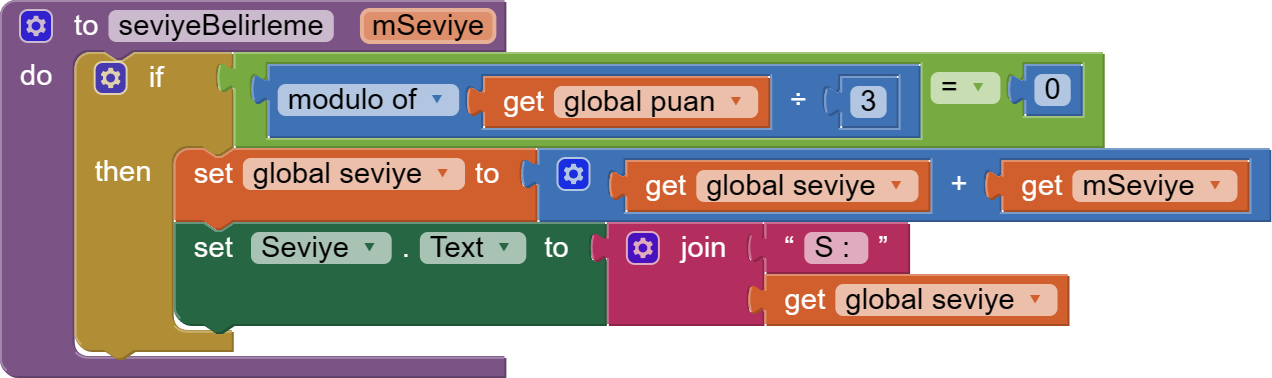 to seviyeBelirleme mSeviye
do if modulo of get global puan ÷ 3 = 0
then set global seviye to get global seviye + get mSeviye
set Seviye . Text to join “ S : ”
get global seviye